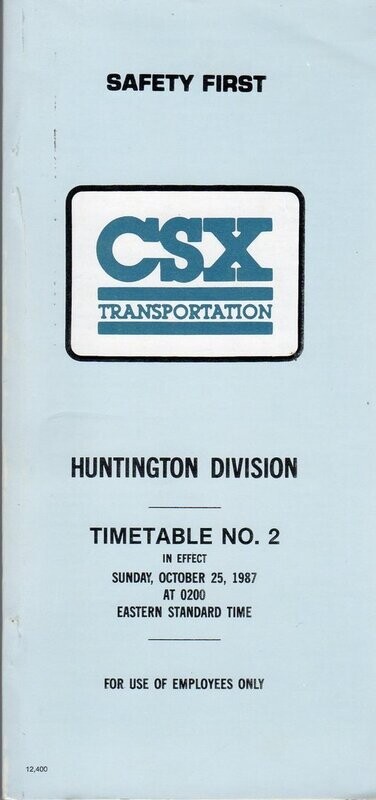 SAFETY FIRST
CSX
TRANSPORTATION
HUNTINGTON DIVISION
TIMETABLE NO. 2
IN EFFECT
SUNDAY, OCTOBER 25, 1987
AT 0200
EASTERN STANDARD TIME
FOR USE OF EMPLOYEES ONLY
12,400